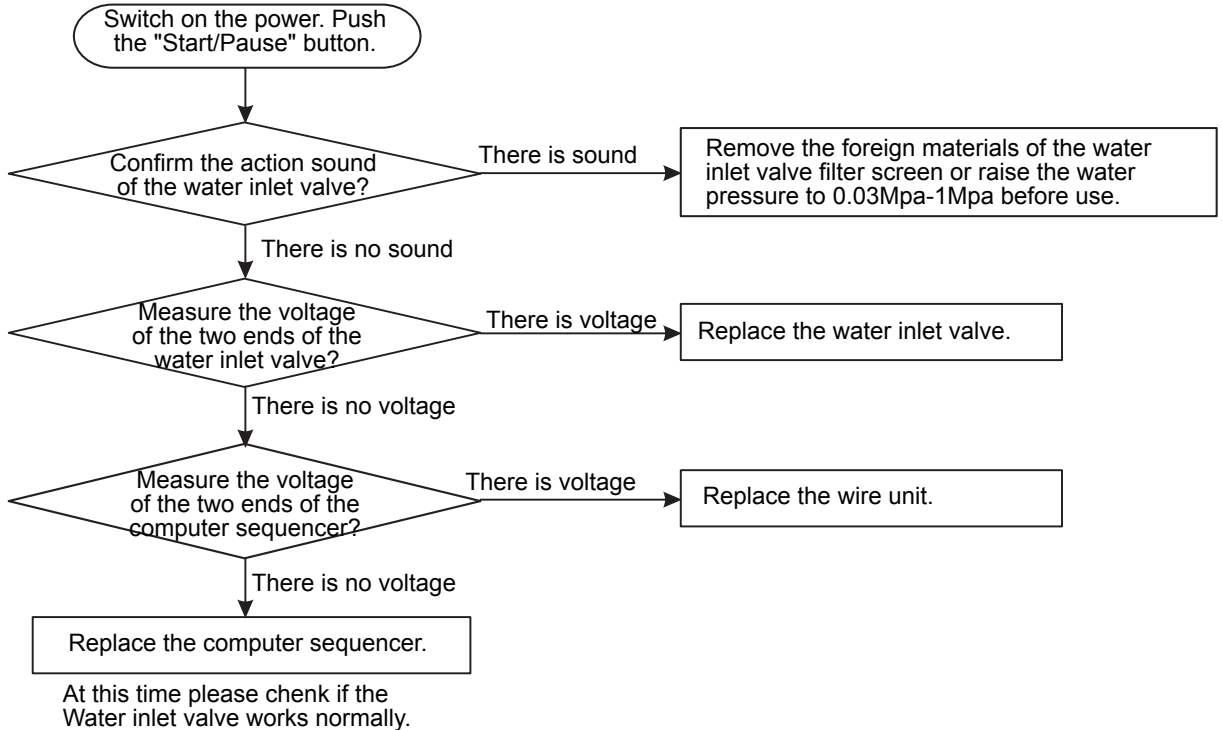 Switch on the power. Push
the "Start/Pause" button.
Confirm the action sound
of the water inlet valve?
There is sound
Remove the foreign materials of the water
inlet valve filter screen or raise the water
pressure to 0.03Mpa-1Mpa before use.
There is no sound
Measure the voltage
of the two ends of the
water inlet valve?
There is voltage
Replace the water inlet valve.
There is no voltage
Measure the voltage
of the two ends of the
computer sequencer?
There is voltage
Replace the wire unit.
There is no voltage
Replace the computer sequencer.
At this time please chenk if the
Water inlet valve works normally.